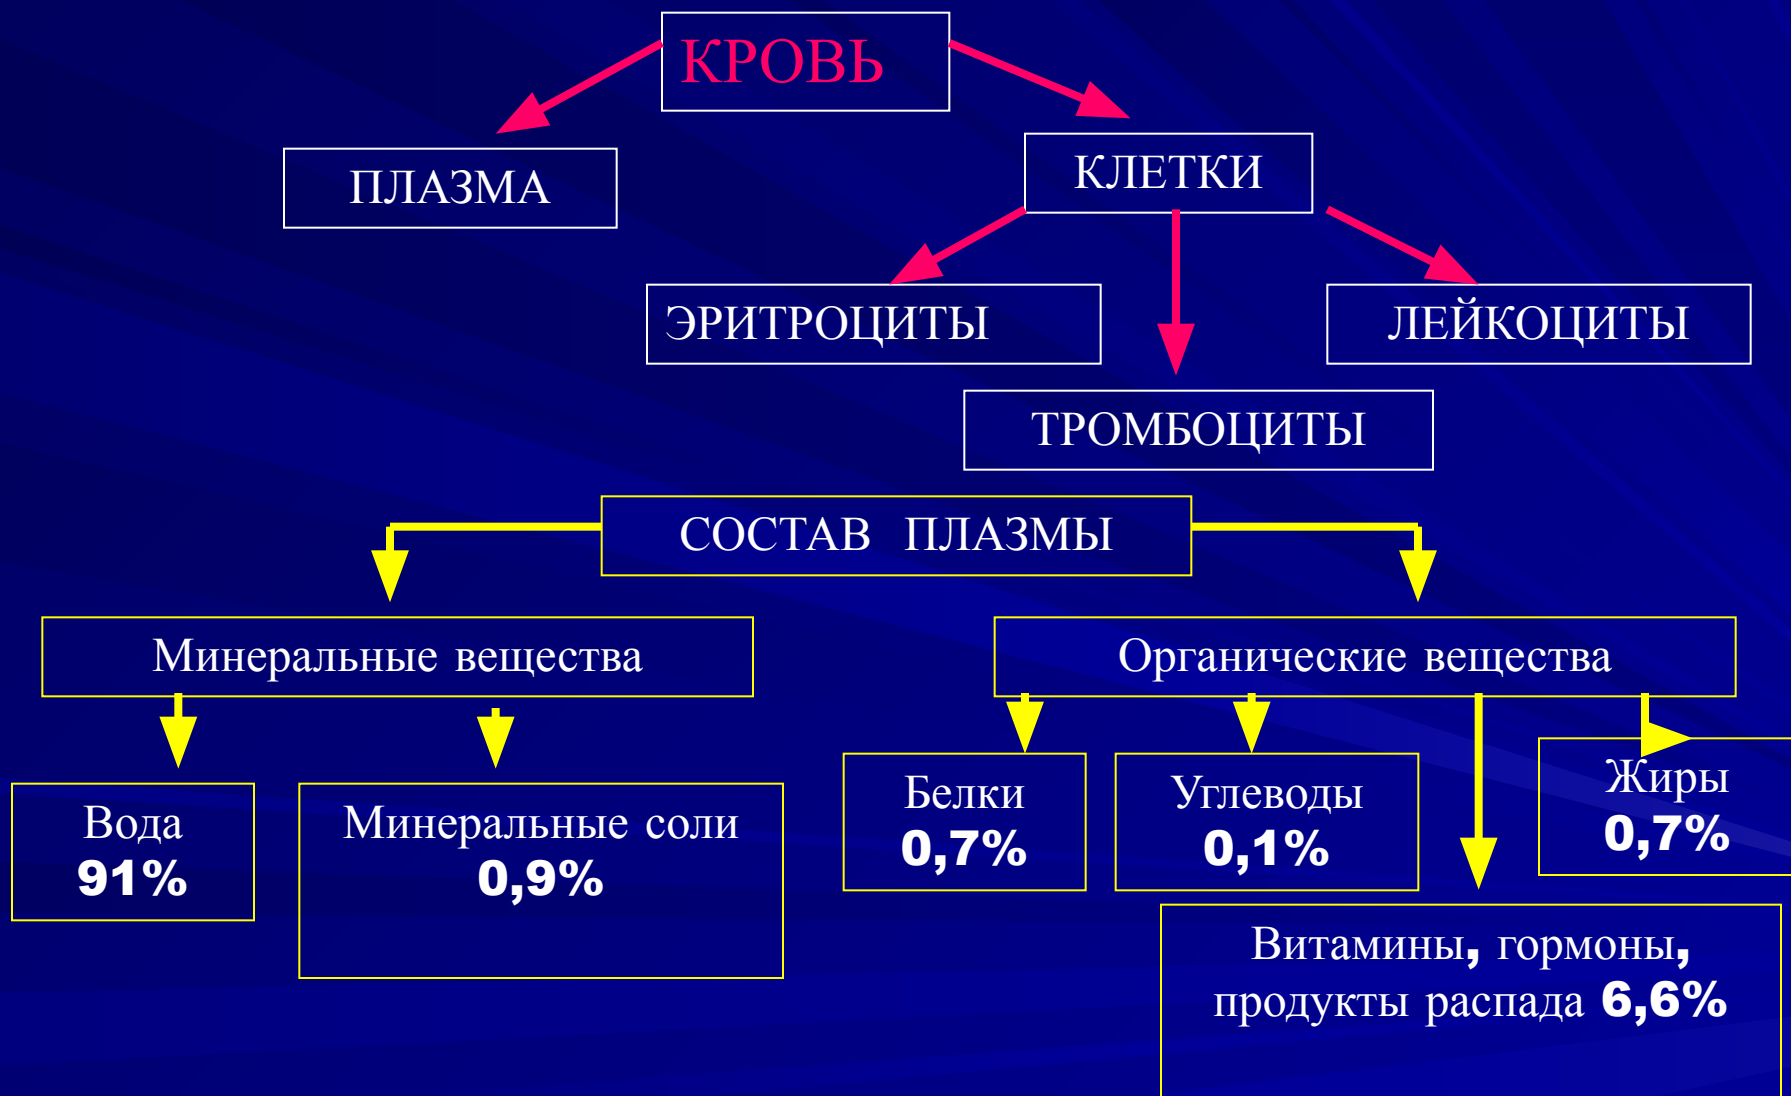 КРОВЬ
ПЛАЗМА
КЛЕТКИ
ЭРИТРОЦИТЫ
ЛЕЙКОЦИТЫ
ТРОМБОЦИТЫ
СОСТАВ ПЛАЗМЫ
Минеральные вещества
Органические вещества
Вода
91%
Минеральные соли
0,9%
Белки
0,7%
Углеводы
0,1%
Жиры
0,7%
Витамины, гормоны,
продукты распада 6,6%